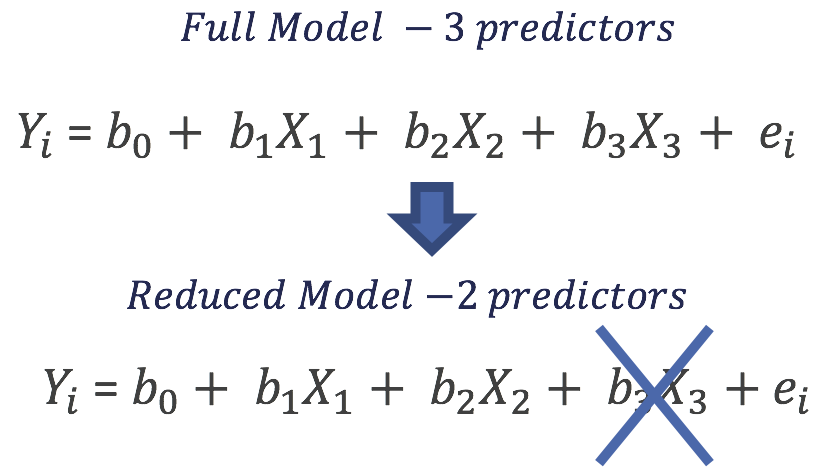 Full Model − 3 predictors
Yᵢ = b₀ + b₁X₁ + b₂X₂ + b₃X₃ + eᵢ
Reduced Model −2 predictors
Yᵢ = b₀ + b₁X₁ + b₂X₂ + b₃X₃ + eᵢ